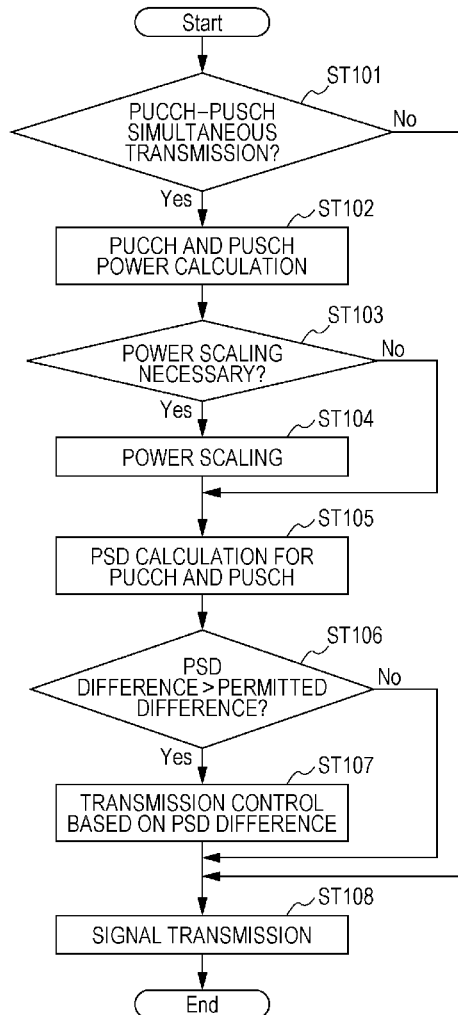 Start
ST101
PUCCH-PUSCH
SIMULTANEOUS
TRANSMISSION?
No
Yes
ST102
PUCCH AND PUSCH
POWER CALCULATION
ST103
POWER SCALING
NECESSARY?
No
Yes
ST104
POWER SCALING
ST105
PSD CALCULATION FOR
PUCCH AND PUSCH
ST106
PSD
DIFFERENCE>PERMITTED
DIFFERENCE?
No
Yes
ST107
TRANSMISSION CONTROL
BASED ON PSD DIFFERENCE
ST108
SIGNAL TRANSMISSION
End